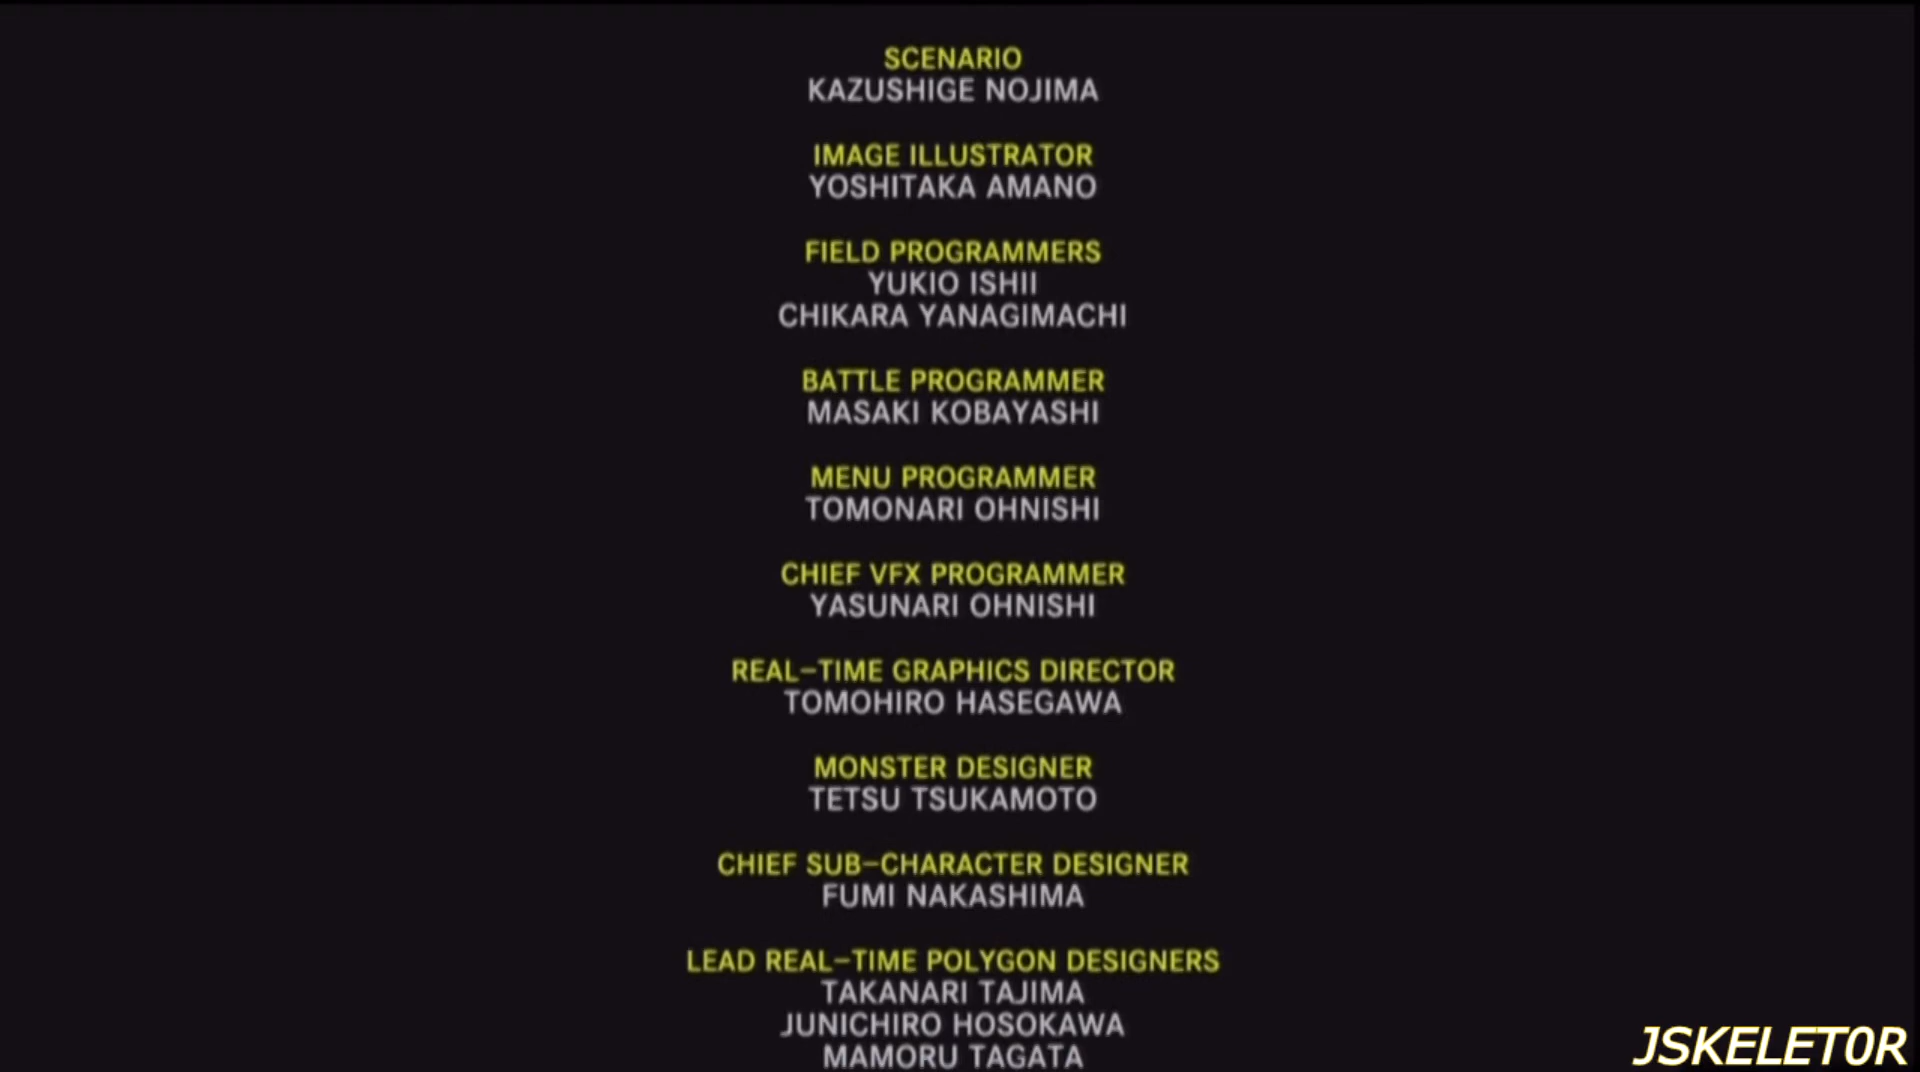 SCENARIO
KAZUSHIGE NOJIMA
IMAGE ILLUSTRATOR
YOSHITAKA AMANO
FIELD PROGRAMMERS
YUKIO ISHII
CHIKARA YANAGIMACHI
BATTLE PROGRAMMER
MASAKI KOBAYASHI
MENU PROGRAMMER
TOMONARI OHNISHI
CHIEF VFX PROGRAMMER
YASUNARI OHNISHI
REAL-TIME GRAPHICS DIRECTOR
TOMOHIRO HASEGAWA
MONSTER DESIGNER
TETSU TSUKAMOTO
CHIEF SUB-CHARACTER DESIGNER
FUMI NAKASHIMA
LEAD REAL-TIME POLYGON DESIGNERS
TAKANARI TAJIMA
JUNICHIRO HOSOKAWA
MAMORU TAGATA
JSKELET0R